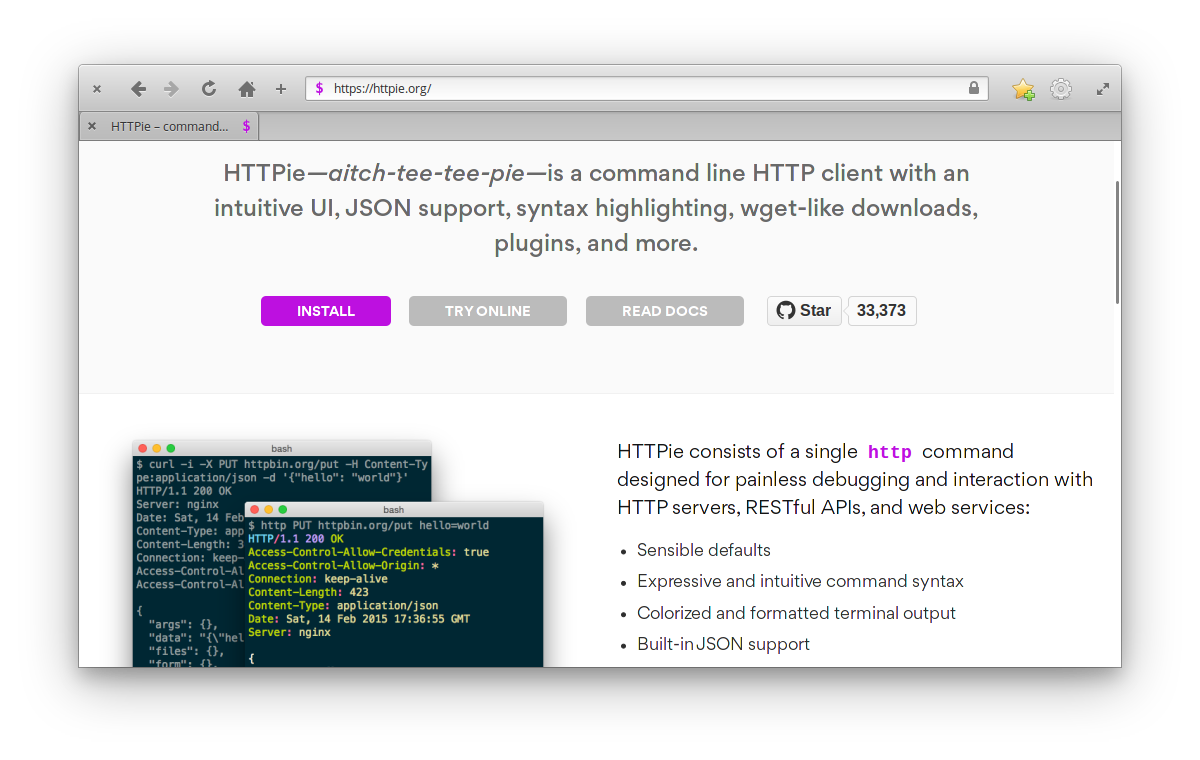 $ https://httpie.org/
HTTPie – command... $
HTTPie—aitch-tee-tee-pie—is a command line HTTP client with an
intuitive UI, JSON support, syntax highlighting, wget-like downloads,
plugins, and more.
INSTALL TRY ONLINE READ DOCS Star 33,373
bash
$ curl -i -X PUT httpbin.org/put -H Content-Ty
pe:application/json -d '{"hello": "world"}'
HTTP/1.1 200 OK
Server: nginx
Date: Sat, 14 Feb
Content-Type: app
Content-Length: 3
Connection: keep-
Access-Control-Al
Access-Control-Al
{
"args": {},
"data": "{\"hel
"files": {},
"form": {},
bash
$ http PUT httpbin.org/put hello=world
HTTP/1.1 200 OK
Access-Control-Allow-Credentials: true
Access-Control-Allow-Origin: *
Connection: keep-alive
Content-Length: 423
Content-Type: application/json
Date: Sat, 14 Feb 2015 17:36:55 GMT
Server: nginx
{
HTTPie consists of a single http command
designed for painless debugging and interaction with
HTTP servers, RESTful APIs, and web services:
• Sensible defaults
• Expressive and intuitive command syntax
• Colorized and formatted terminal output
• Built-in JSON support